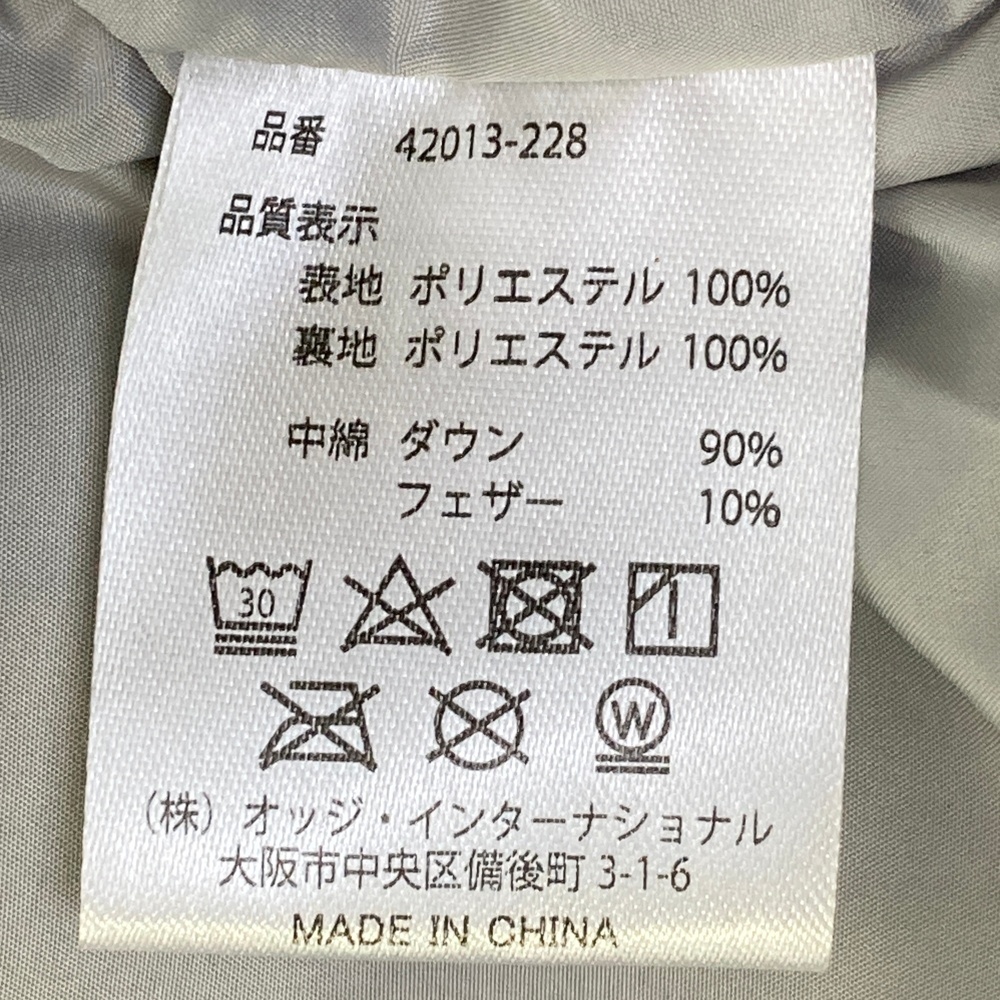 品番 42013-228
品質表示
表地 ポリエステル 100%
裏地 ポリエステル 100%
中綿 ダウン 90%
フェザー 10%
30
W
(株) オッジ・インターナショナル
大阪市中央区備後町 3-1-6
MADE IN CHINA